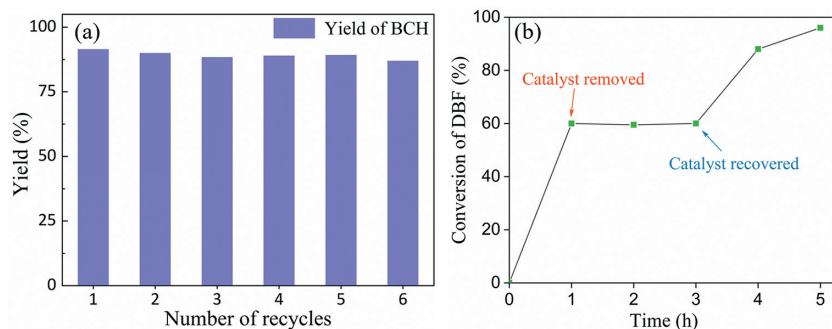 (a)
Yield of BCH
100
75
50
25
0
Yield (%)
1 2 3 4 5 6
Number of recycles
(b)
100
80
60
40
20
0
Conversion of DBF (%)
Catalyst removed
Catalyst recovered
0 1 2 3 4 5
Time (h)